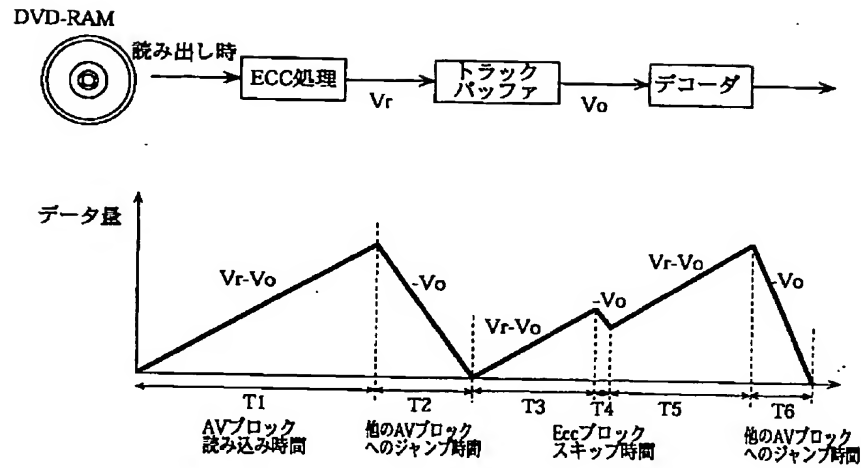 DVD-RAM
読み出し時
ECC処理
Vr
トラック
バッファ
Vo
デコーダ
データ量
Vr-Vo
-Vo
Vr-Vo
-Vo
Vr-Vo
-Vo
T1
T2
T3
T4
T5
T6
AVブロック
読み込み時間
他のAVブロック
へのジャンプ時間
Eccブロック
スキップ時間
他のAVブロック
へのジャンプ時間